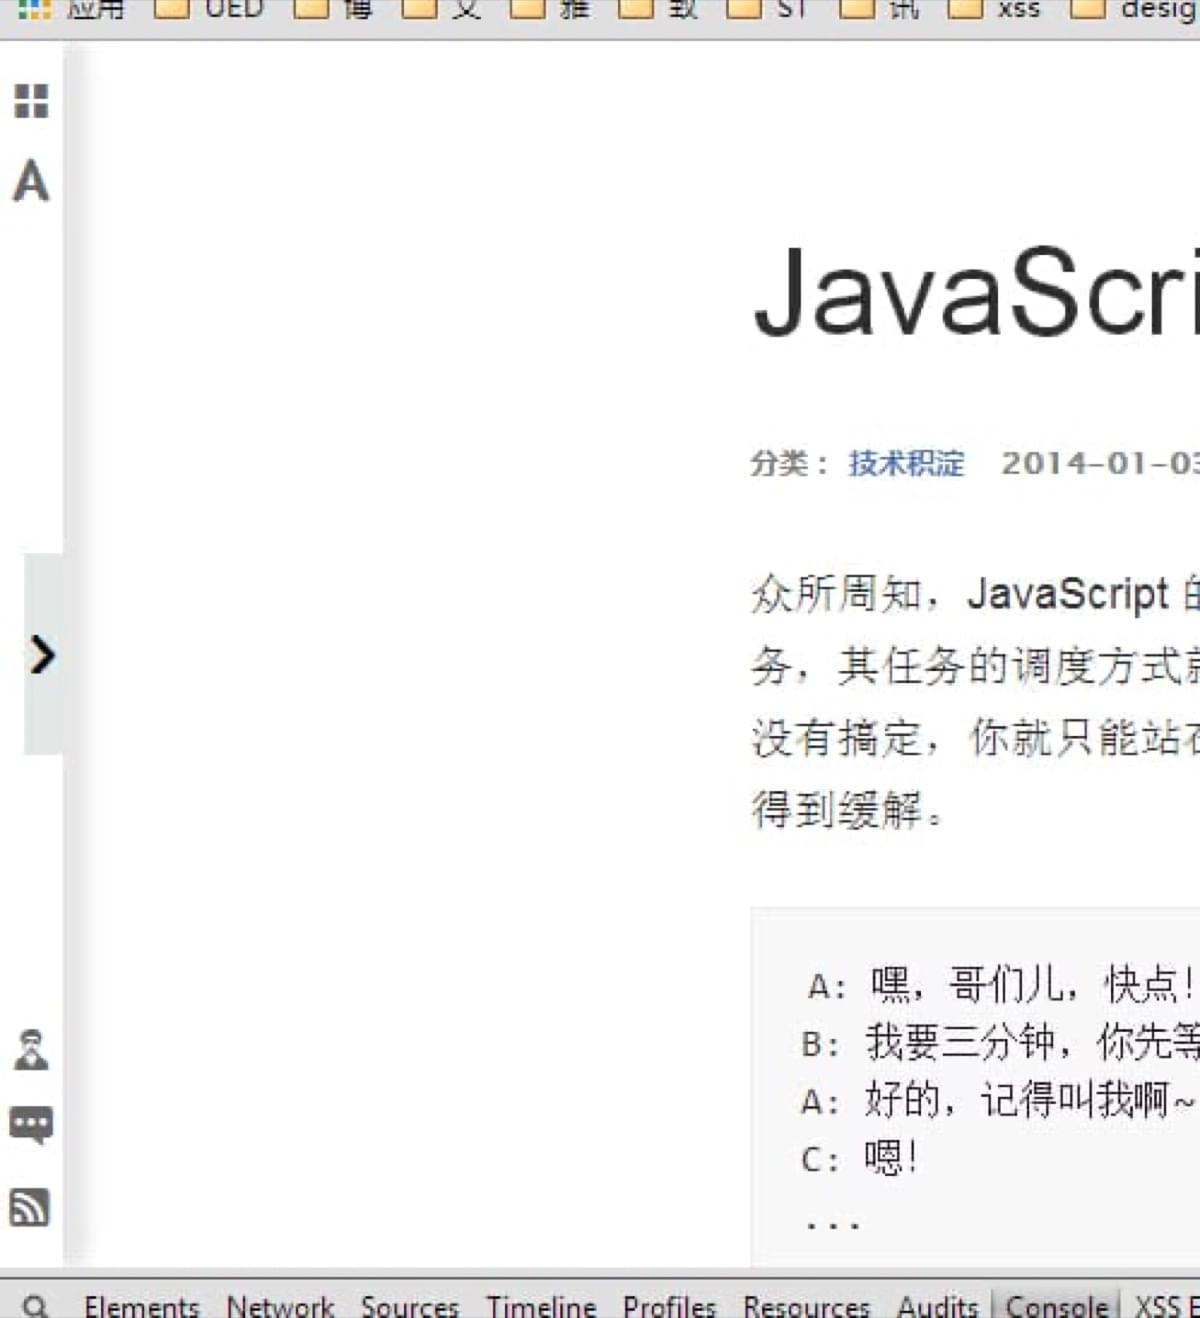 应用 UED 博 文 雅 致 ST 讯 xss desig
A
JavaScri
分类： 技术积淀 2014-01-03
众所周知，JavaScript 的
务，其任务的调度方式就
没有搞定，你就只能站在
得到缓解。
A: 嘿，哥们儿，快点!
B: 我要三分钟，你先等
A: 好的，记得叫我啊~
C: 嗯!
...
Elements Network Sources Timeline Profiles Resources Audits Console XSS E